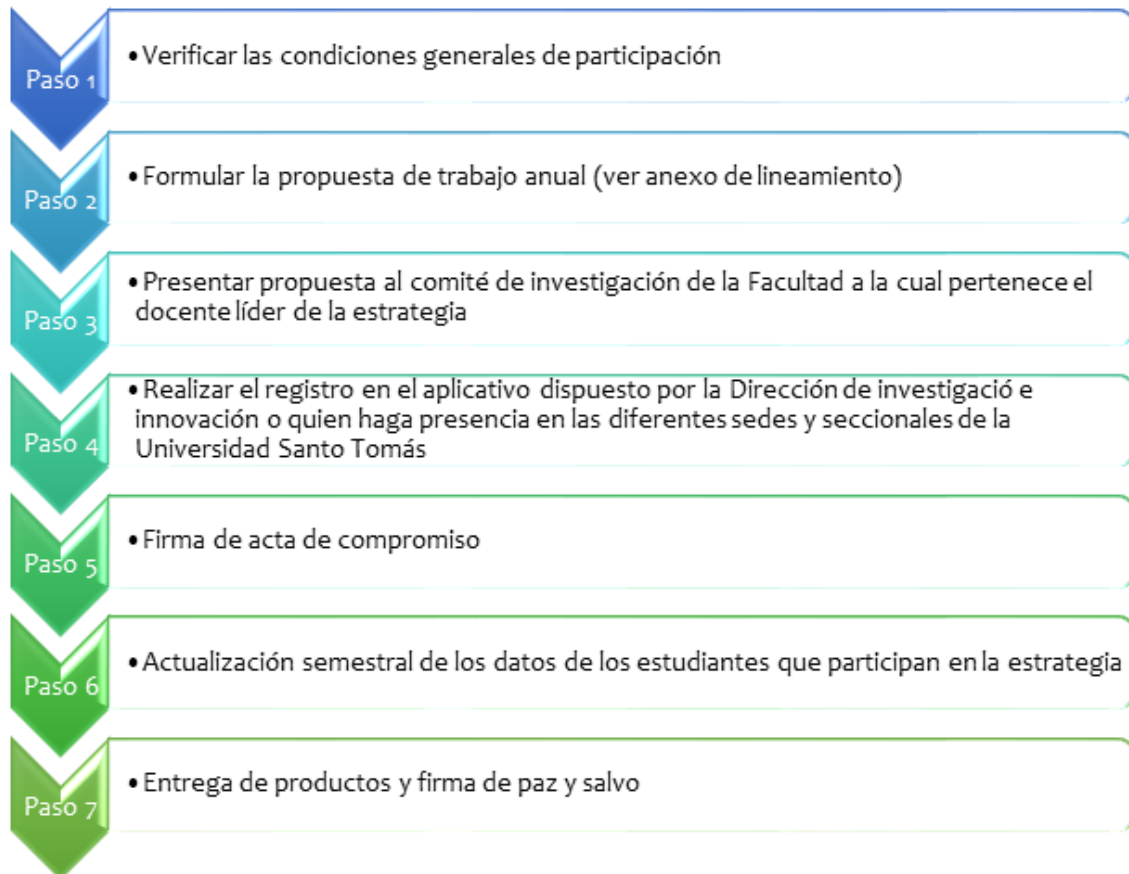 Paso 1
• Verificar las condiciones generales de participación
Paso 2
• Formular la propuesta de trabajo anual (ver anexo de lineamiento)
Paso 3
• Presentar propuesta al comité de investigación de la Facultad a la cual pertenece el
docente líder de la estrategia
Paso 4
• Realizar el registro en el aplicativo dispuesto por la Dirección de investigació e
innovación o quien haga presencia en las diferentes sedes y seccionales de la
Universidad Santo Tomás
Paso 5
• Firma de acta de compromiso
Paso 6
• Actualización semestral de los datos de los estudiantes que participan en la estrategia
Paso 7
• Entrega de productos y firma de paz y salvo